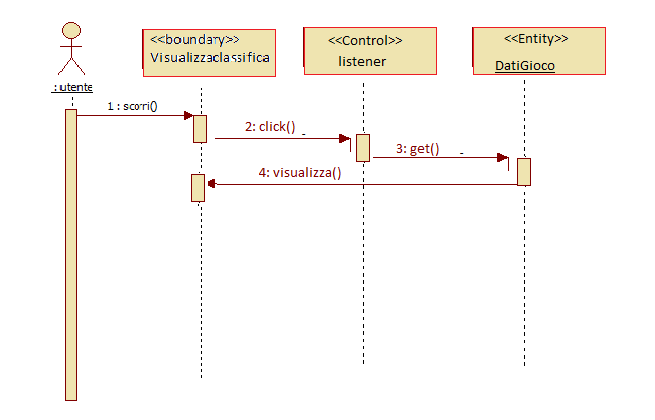 : utente
<<boundary>>
Visualizzaclassifica
<<Control>>
listener
<<Entity>>
DatiGioco
1 : scorri()
2: click()
3: get()
4: visualizza()